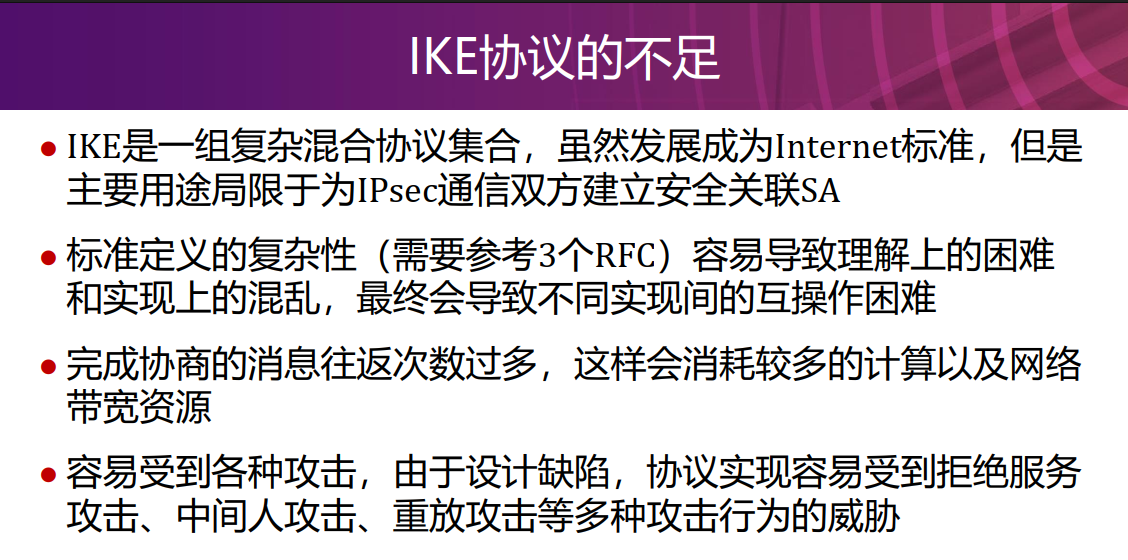 IKE协议的不足
• IKE是一组复杂混合协议集合，虽然发展成为Internet标准，但是
主要用途局限于为IPsec通信双方建立安全关联SA
• 标准定义的复杂性（需要参考3个RFC）容易导致理解上的困难
和实现上的混乱，最终会导致不同实现间的互操作困难
• 完成协商的消息往返次数过多，这样会消耗较多的计算以及网络
带宽资源
• 容易受到各种攻击，由于设计缺陷，协议实现容易受到拒绝服务
攻击、中间人攻击、重放攻击等多种攻击行为的威胁